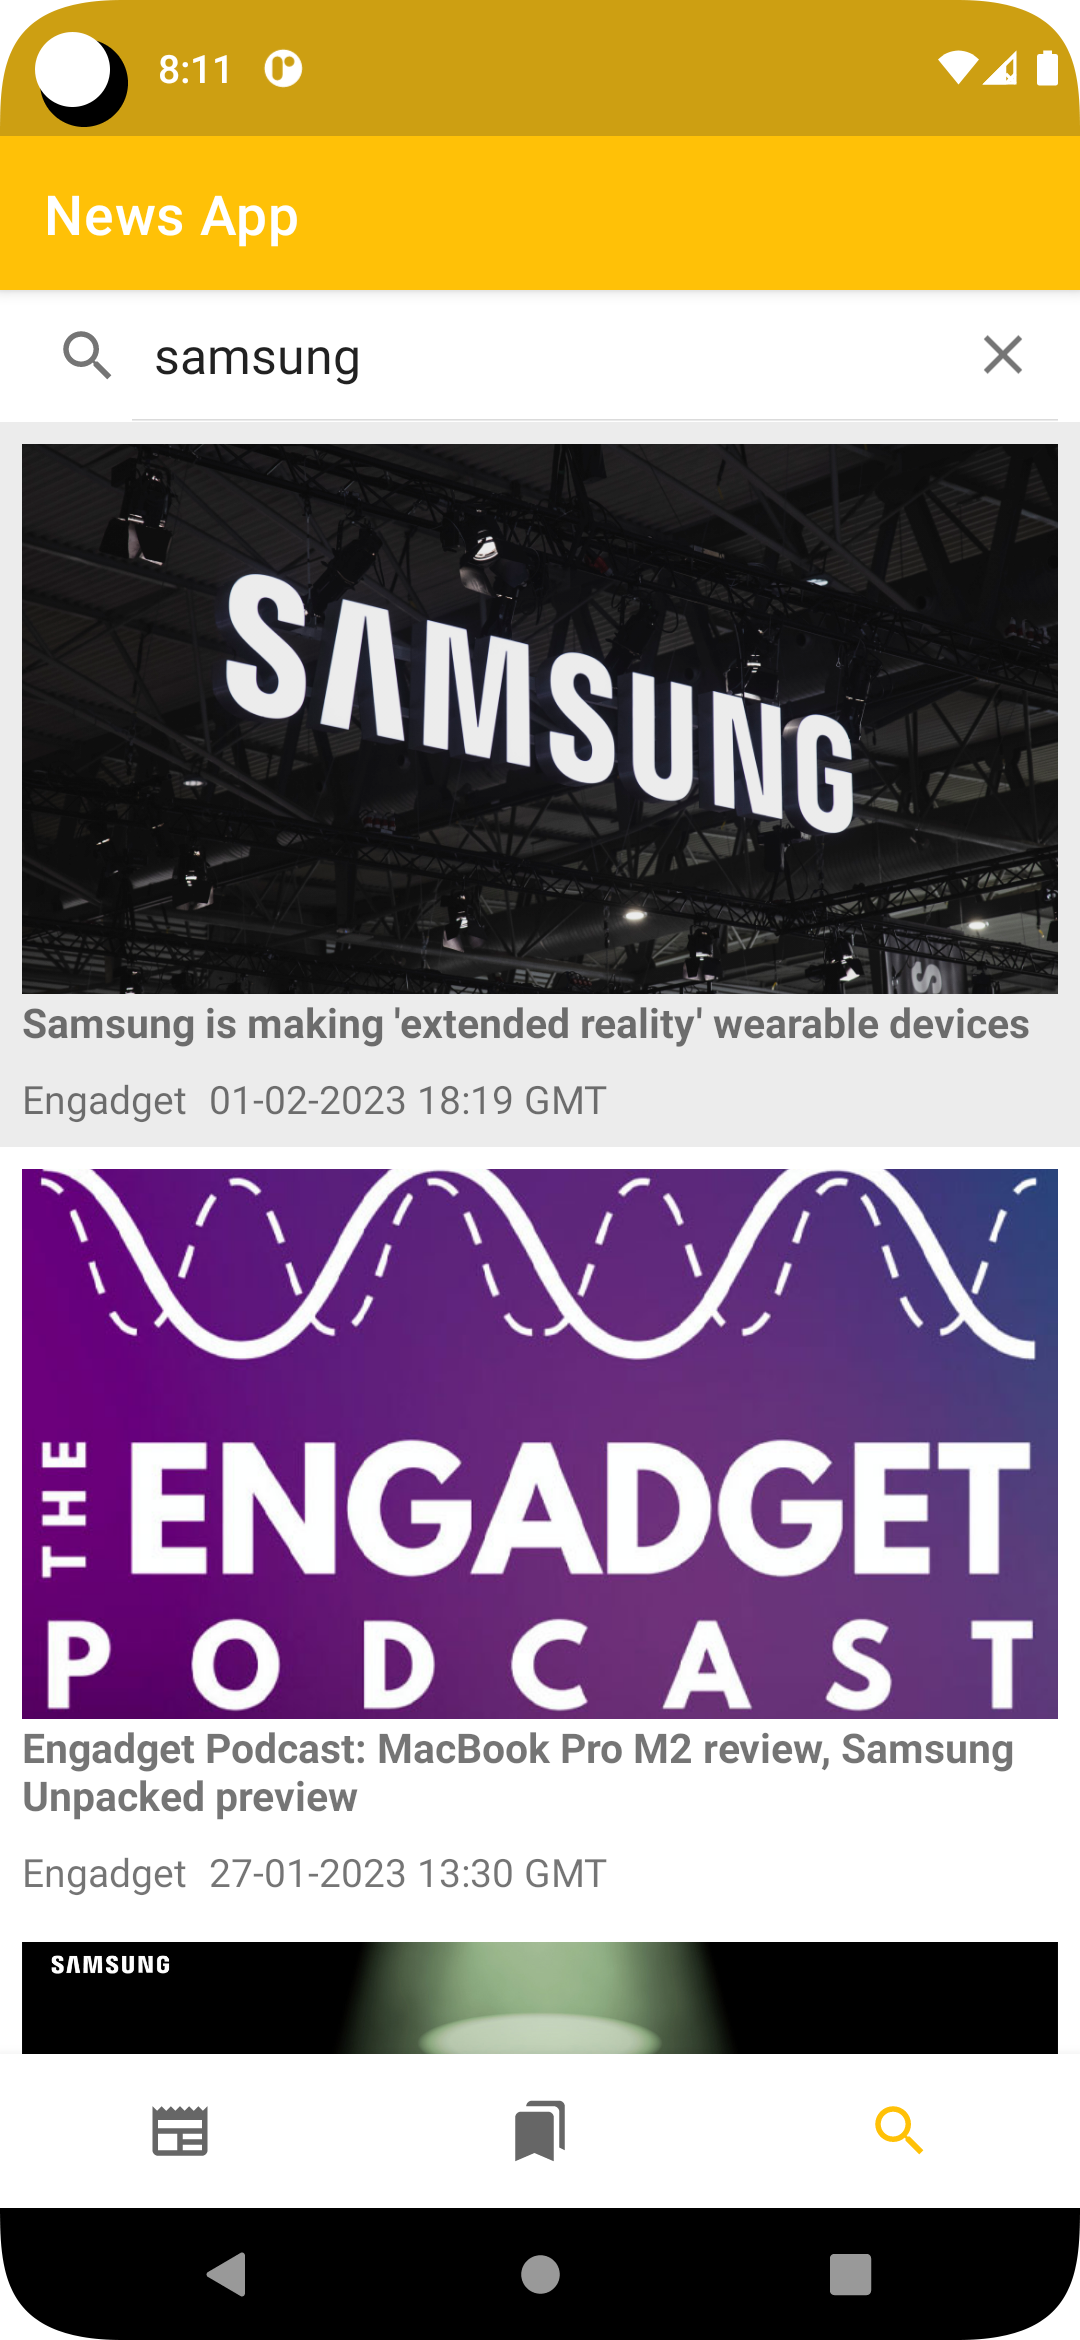 8:11
News App
samsung
SAMSUNG
Samsung is making 'extended reality' wearable devices
Engadget 01-02-2023 18:19 GMT
THE
ENGADGET
PODCAST
Engadget Podcast: MacBook Pro M2 review, Samsung
Unpacked preview
Engadget 27-01-2023 13:30 GMT
SAMSUNG